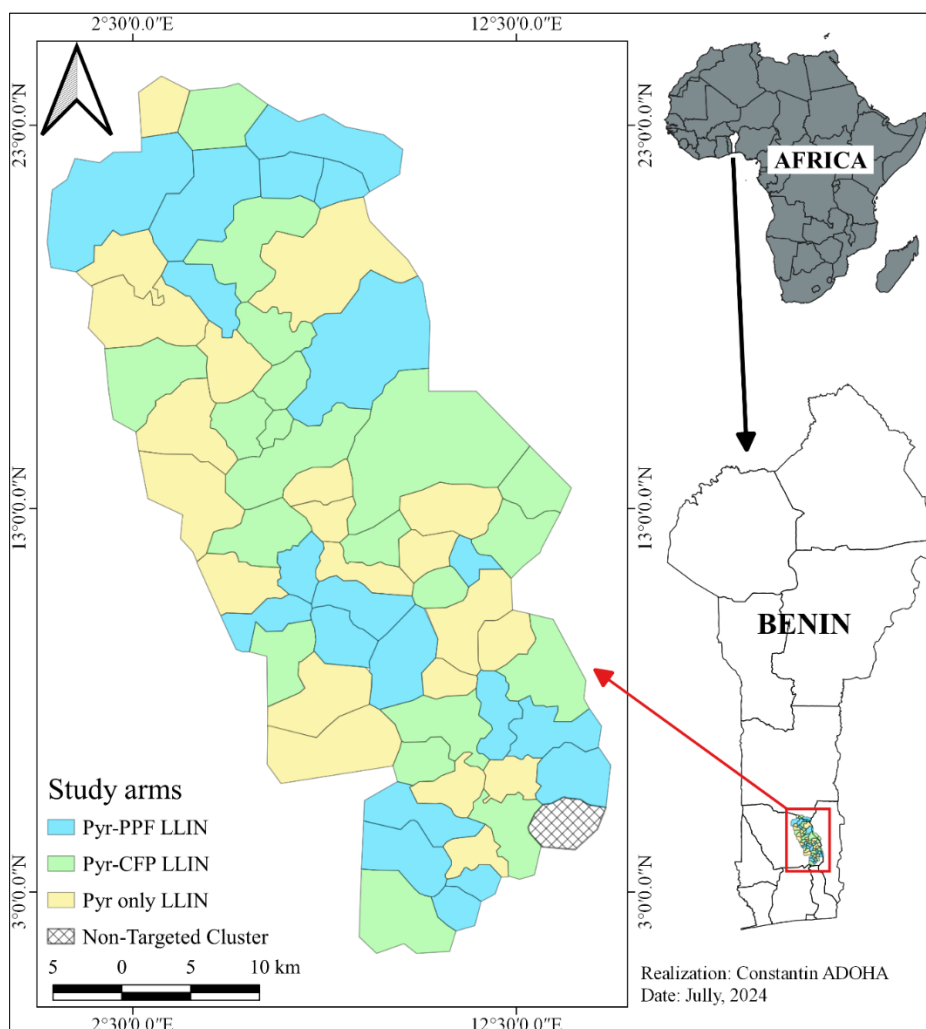 2°30′0.0″E
12°30′0.0″E
23°0′0.0″N
13°0′0.0″N
3°0′0.0″N
23°0′0.0″N
13°0′0.0″N
3°0′0.0″N
AFRICA
BENIN
Study arms
Pyr-PPF LLIN
Pyr-CFP LLIN
Pyr only LLIN
Non-Targeted Cluster
5 0 5 10 km
2°30′0.0″E
12°30′0.0″E
Realization: Constantin ADOHA
Date: Jully, 2024